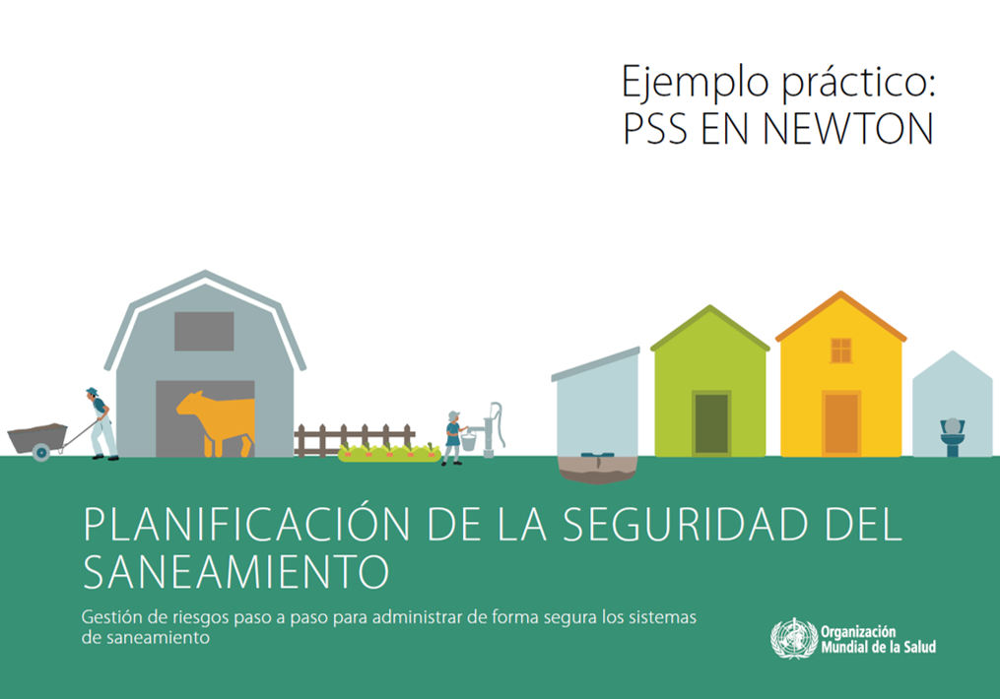 Ejemplo práctico:
PSS EN NEWTON
PLANIFICACIÓN DE LA SEGURIDAD DEL
SANEAMIENTO
Gestión de riesgos paso a paso para administrar de forma segura los sistemas
de saneamiento
Organización
Mundial de la Salud